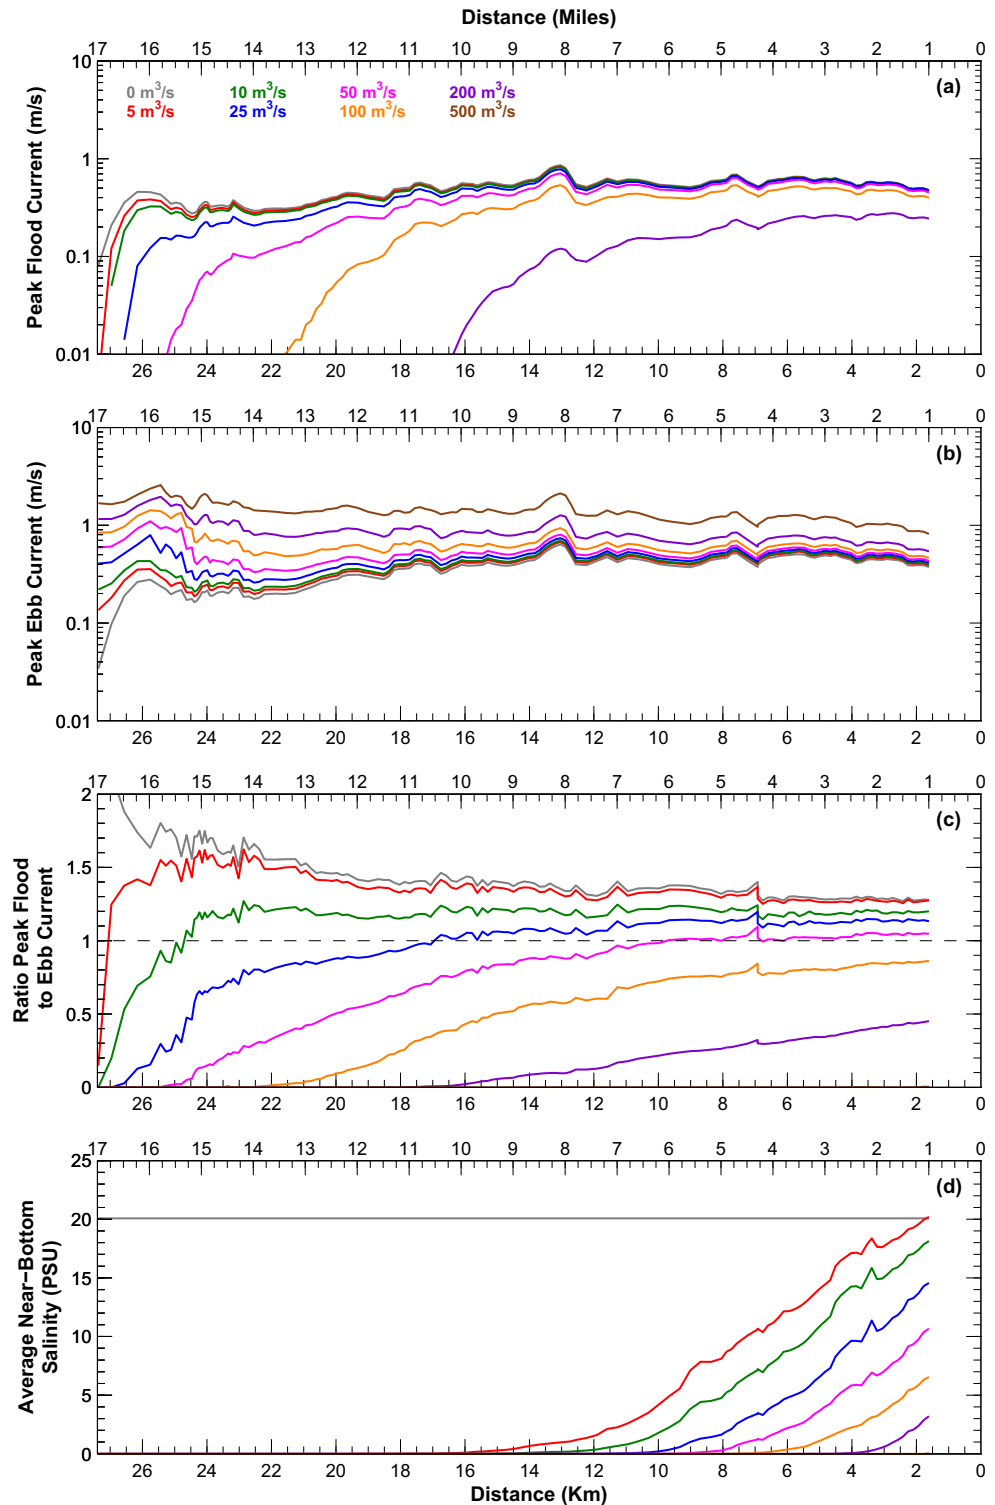 Distance (Miles)
17 16 15 14 13 12 11 10 9 8 7 6 5 4 3 2 1 0
10
1
0.1
0.01
Peak Flood Current (m/s)
(a)
0 m³/s 10 m³/s 50 m³/s 200 m³/s
5 m³/s 25 m³/s 100 m³/s 500 m³/s
26 24 22 20 18 16 14 12 10 8 6 4 2
17 16 15 14 13 12 11 10 9 8 7 6 5 4 3 2 1 0
10
1
0.1
0.01
Peak Ebb Current (m/s)
(b)
26 24 22 20 18 16 14 12 10 8 6 4 2
17 16 15 14 13 12 11 10 9 8 7 6 5 4 3 2 1 0
2
1.5
1
0.5
0
Ratio Peak Flood
to Ebb Current
(c)
26 24 22 20 18 16 14 12 10 8 6 4 2
17 16 15 14 13 12 11 10 9 8 7 6 5 4 3 2 1 0
25
20
15
10
5
0
Average Near−Bottom
Salinity (PSU)
(d)
26 24 22 20 18 16 14 12 10 8 6 4 2
Distance (Km)